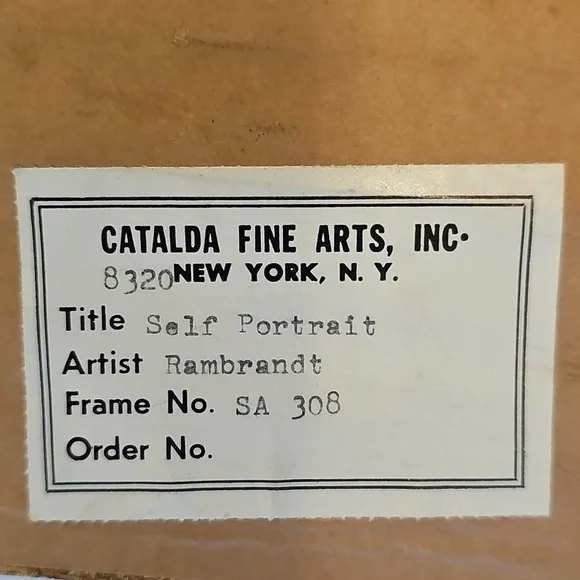 CATALDA FINE ARTS, INC.
8320 NEW YORK, N. Y.
Title Self Portrait
Artist Rambrandt
Frame No. SA 308
Order No.